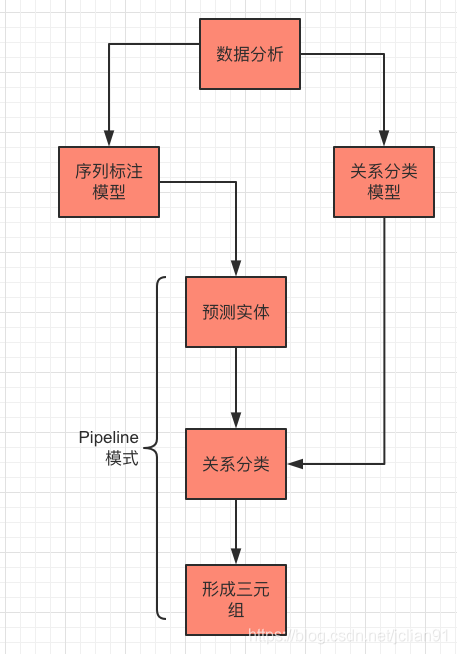 数据分析
序列标注
模型
关系分类
模型
预测实体
Pipeline
模式
关系分类
形成三元
组
https://blog.csdn.net/jclian91